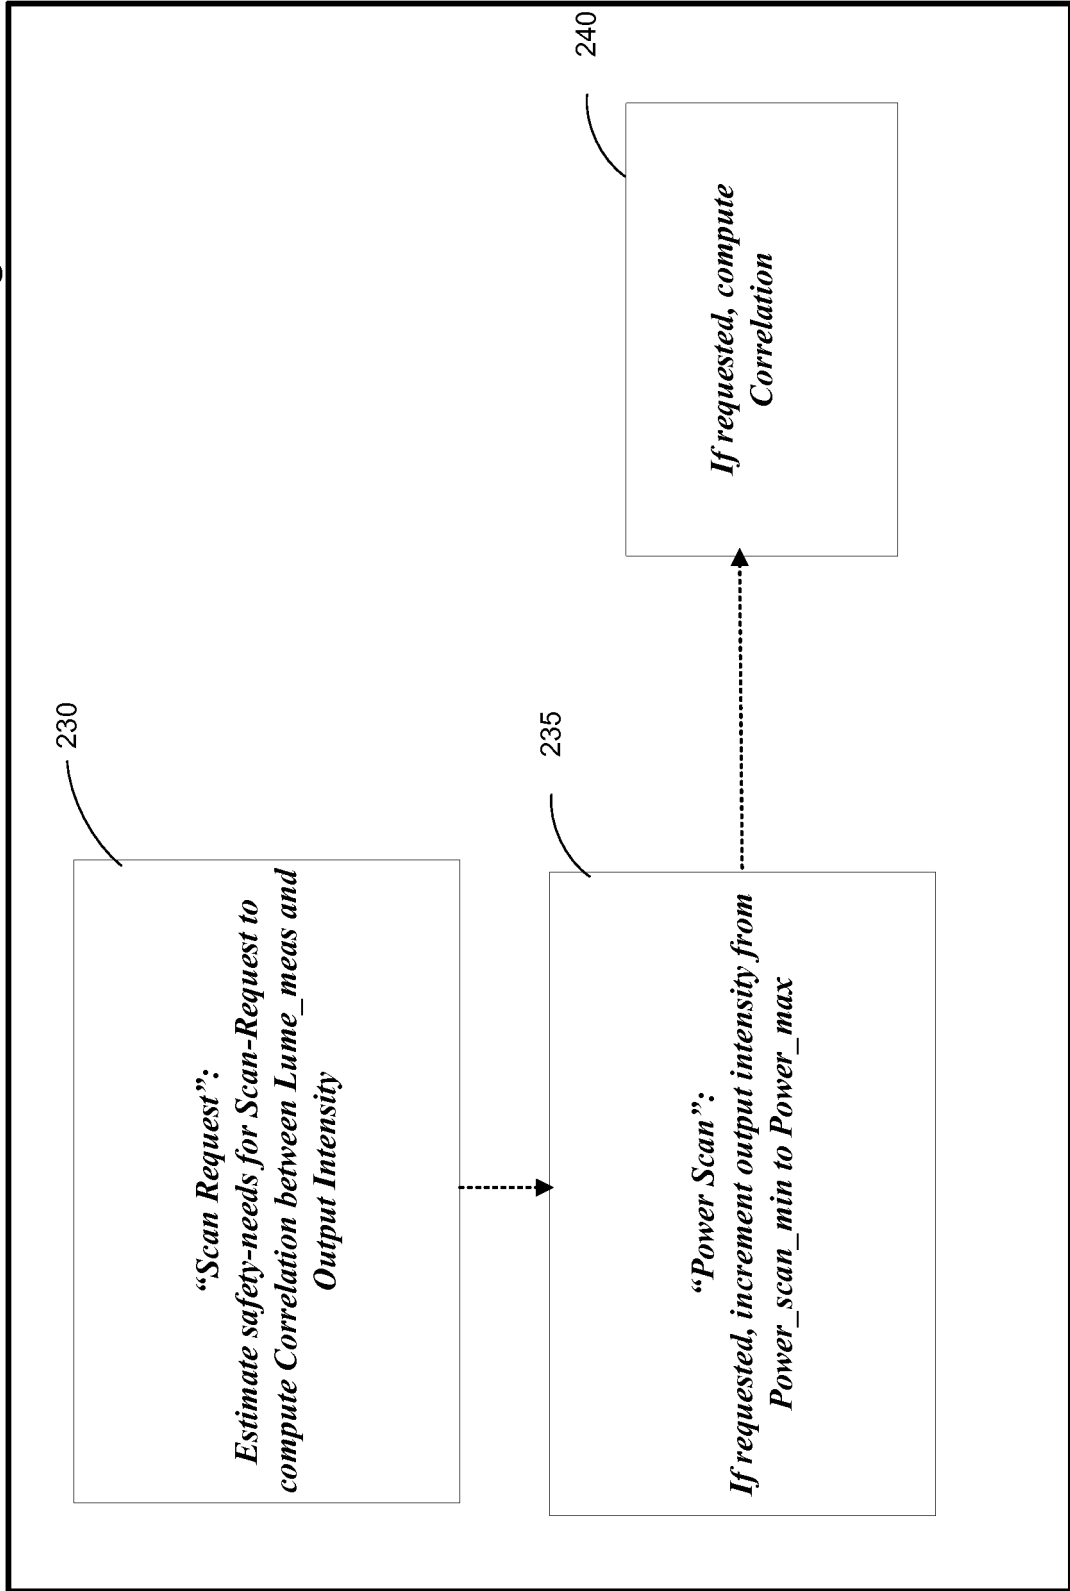 230
“Scan Request”:
Estimate safety-needs for Scan-Request to
compute Correlation between Lume_meas and
Output Intensity
235
“Power Scan”:
If requested, increment output intensity from
Power_scan_min to Power_max
240
If requested, compute
Correlation